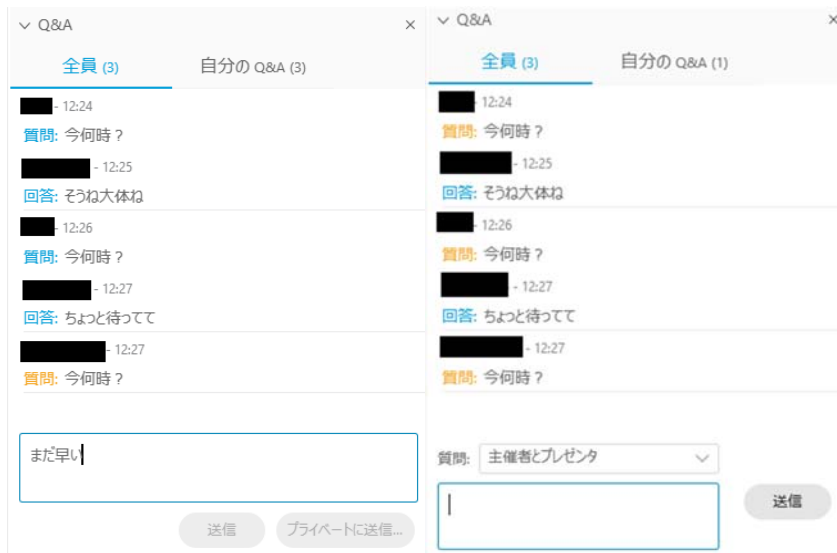 Q&A
全員 (3)
自分の Q&A (3)
- 12:24
質問: 今何時？
- 12:25
回答: そうね大体ね
- 12:26
質問: 今何時？
- 12:27
回答: ちょっと待ってて
- 12:27
質問: 今何時？
まだ早い
送信
プライベートに送信...
Q&A
全員 (3)
自分の Q&A (1)
- 12:24
質問: 今何時？
- 12:25
回答: そうね大体ね
- 12:26
質問: 今何時？
- 12:27
回答: ちょっと待ってて
- 12:27
質問: 今何時？
質問: 主催者とプレゼンタ
送信